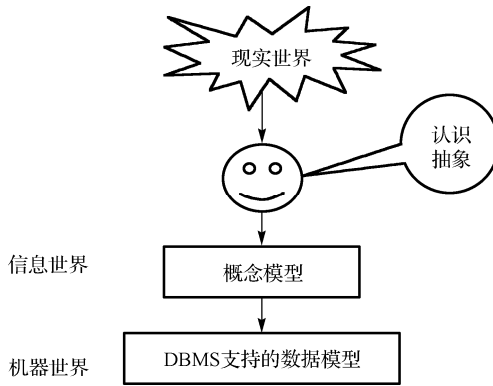 现实世界
认识
抽象
信息世界
概念模型
机器世界
DBMS支持的数据模型